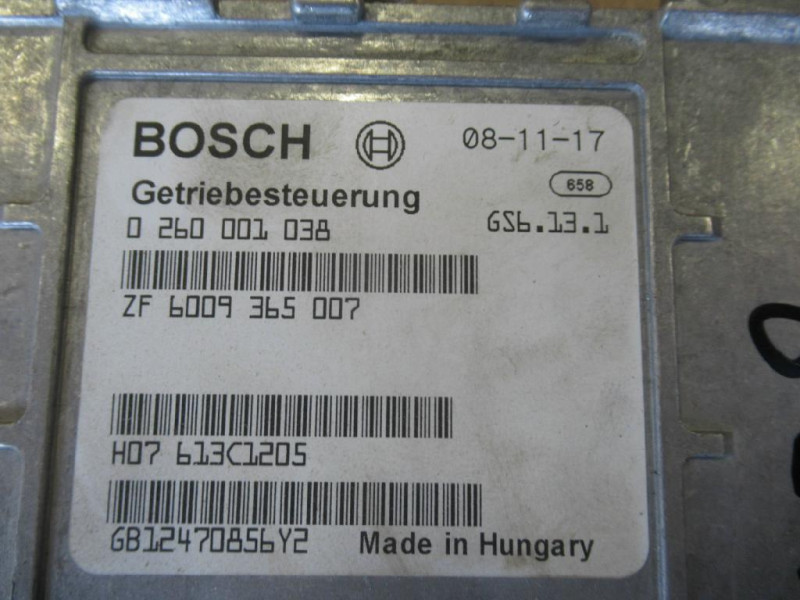 BOSCH 08-11-17
Getriebesteuerung 658
0 260 001 038 GS6.13.1
ZF 6009 365 007
H07 613C1205
GB12470856Y2 Made in Hungary